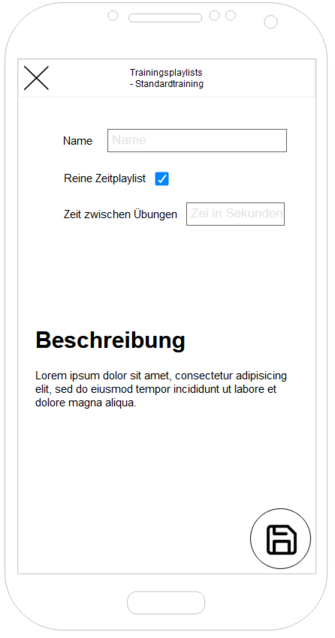 Trainingsplaylists
- Standardtraining
Name Name
Reine Zeitplaylist
Zeit zwischen Übungen Zei in Sekunden
Beschreibung
Lorem ipsum dolor sit amet, consectetur adipisicing
elit, sed do eiusmod tempor incididunt ut labore et
dolore magna aliqua.